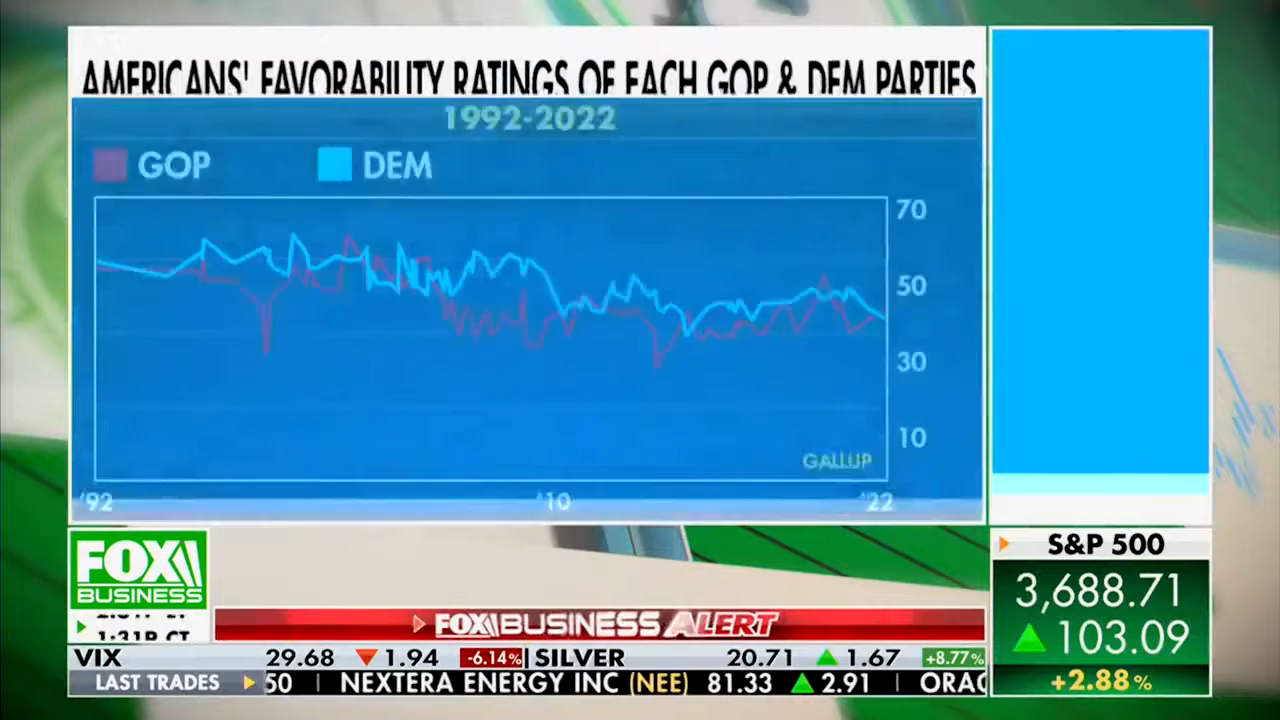 AMERICANS' FAVORABILITY RATINGS OF EACH GOP & DEM PARTIES
1992-2022
GOP DEM
70
50
30
10
GALLUP
'92 '10 '22
FOX
BUSINESS
S&P 500
3,688.71
103.09
+2.88%
1:31P CT
FOX BUSINESS ALERT
VIX 29.68 1.94 -6.14% SILVER 20.71 1.67 +8.77%
LAST TRADES 50 NEXTERA ENERGY INC (NEE) 81.33 2.91 ORAC